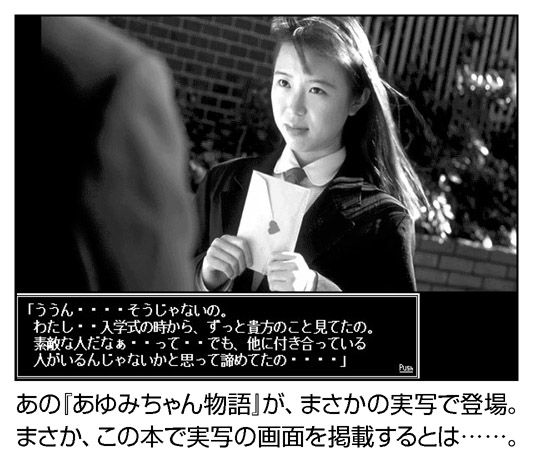 「ううん・・・・そうじゃないの。
わたし・・入学式の時から、ずっと貴方のこと見てたの。
素敵な人だなぁ・・って・・でも、他に付き合っている
人がいるんじゃないかと思って諦めてたの・・・・」
Push
あの『あゆみちゃん物語』が、まさかの実写で登場。
まさか、この本で実写の画面を掲載するとは……。